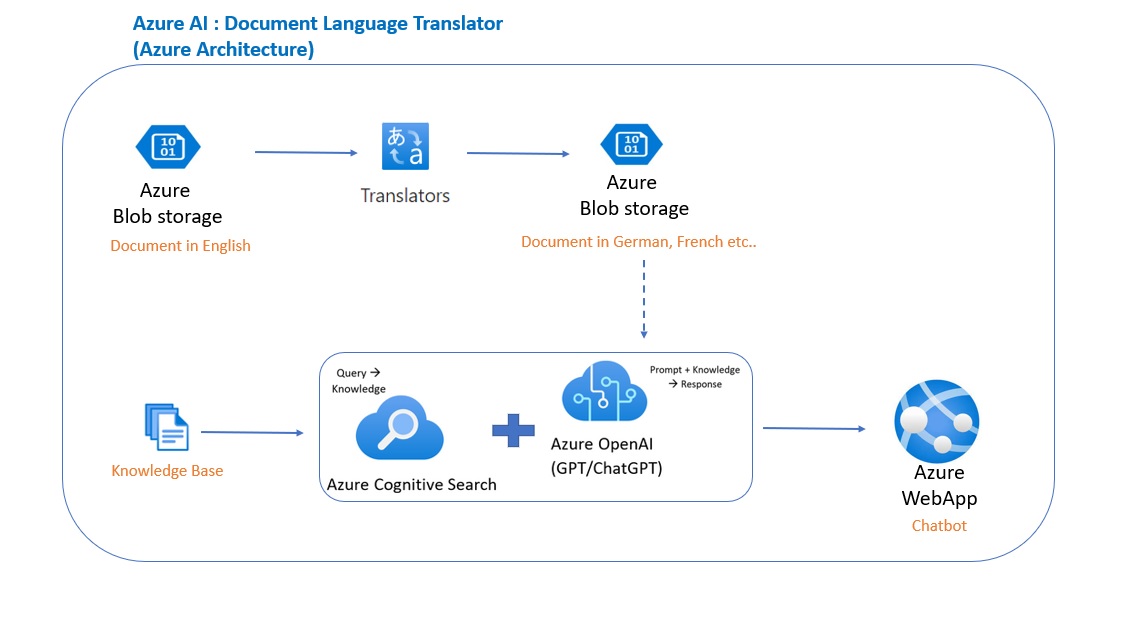 Azure AI : Document Language Translator
(Azure Architecture)
10
01
Azure
Blob storage
Document in English
あ
a
Translators
10
01
Azure
Blob storage
Document in German, French etc..
Knowledge Base
Query →
Knowledge
Azure Cognitive Search
Prompt + Knowledge
→ Response
Azure OpenAI
(GPT/ChatGPT)
Azure
WebApp
Chatbot